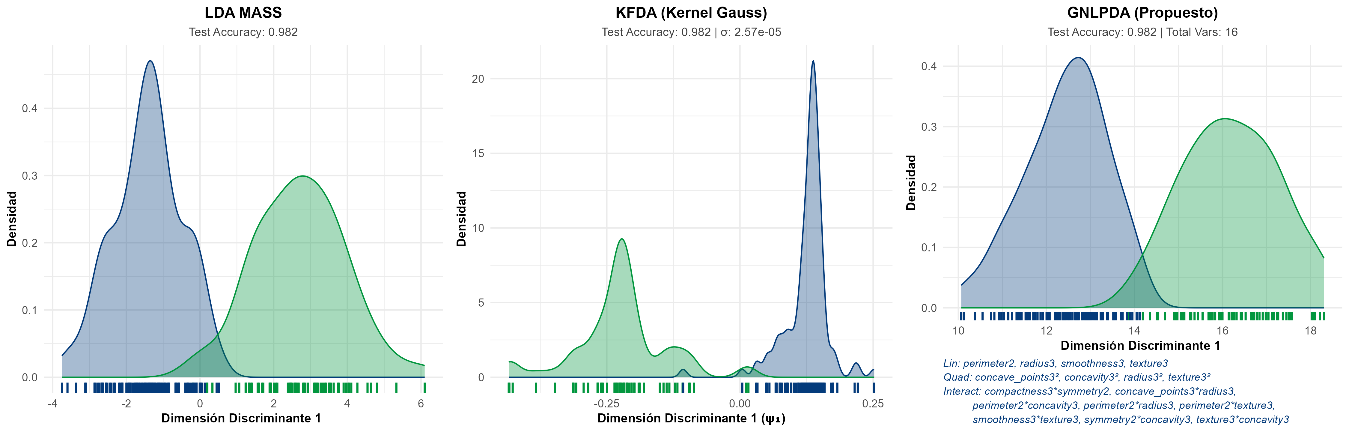 LDA MASS
Test Accuracy: 0.982
0.4
0.3
0.2
0.1
0.0
Densidad
-4
-2
0
2
4
6
Dimensión Discriminante 1
KFDA (Kernel Gauss)
Test Accuracy: 0.982 | σ: 2.57e-05
20
15
10
5
0
Densidad
-0.25
0.00
0.25
Dimensión Discriminante 1 (ψ₁)
GNLPDA (Propuesto)
Test Accuracy: 0.982 | Total Vars: 16
0.4
0.3
0.2
0.1
0.0
Densidad
10
12
14
16
18
Dimensión Discriminante 1
Lin: perimeter2, radius3, smoothness3, texture3
Quad: concave_points3², concavity3², radius3², texture3²
Interact: compactness3*symmetry2, concave_points3*radius3,
perimeter2*concavity3, perimeter2*radius3, perimeter2*texture3,
smoothness3*texture3, symmetry2*concavity3, texture3*concavity3